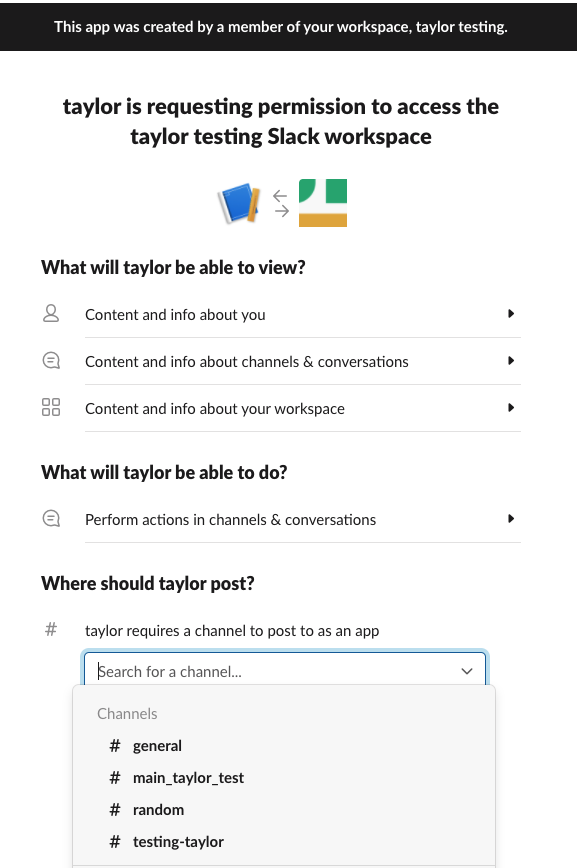 This app was created by a member of your workspace, taylor testing.
taylor is requesting permission to access the
taylor testing Slack workspace
What will taylor be able to view?
Content and info about you
Content and info about channels & conversations
Content and info about your workspace
What will taylor be able to do?
Perform actions in channels & conversations
Where should taylor post?
# taylor requires a channel to post to as an app
Search for a channel...
Channels
# general
# main_taylor_test
# random
# testing-taylor